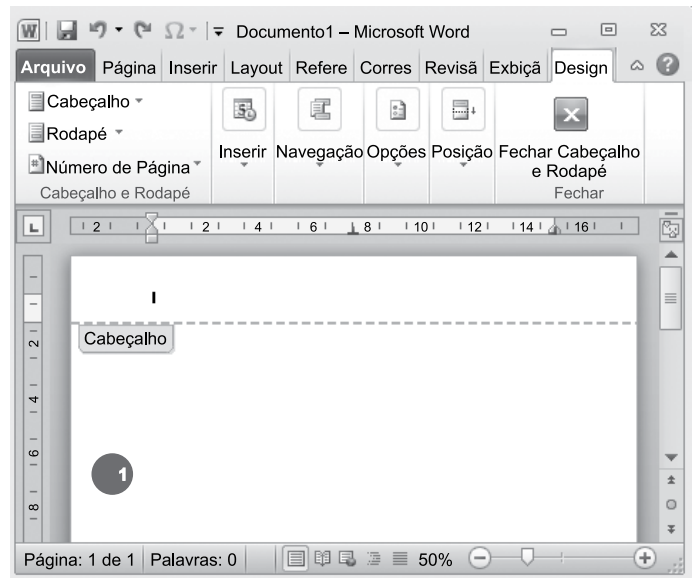 W Documento1 – Microsoft Word
Arquivo Página Inserir Layout Refere Corres Revisã Exbiçã Design
Cabeçalho
Rodapé
Número de Página
Inserir Navegação Opções Posição Fechar Cabeçalho
e Rodapé
Cabeçalho e Rodapé Fechar
L 2 2 4 6 8 10 12 14 16
Cabeçalho
2
4
6
8
1
Página: 1 de 1 Palavras: 0 50%